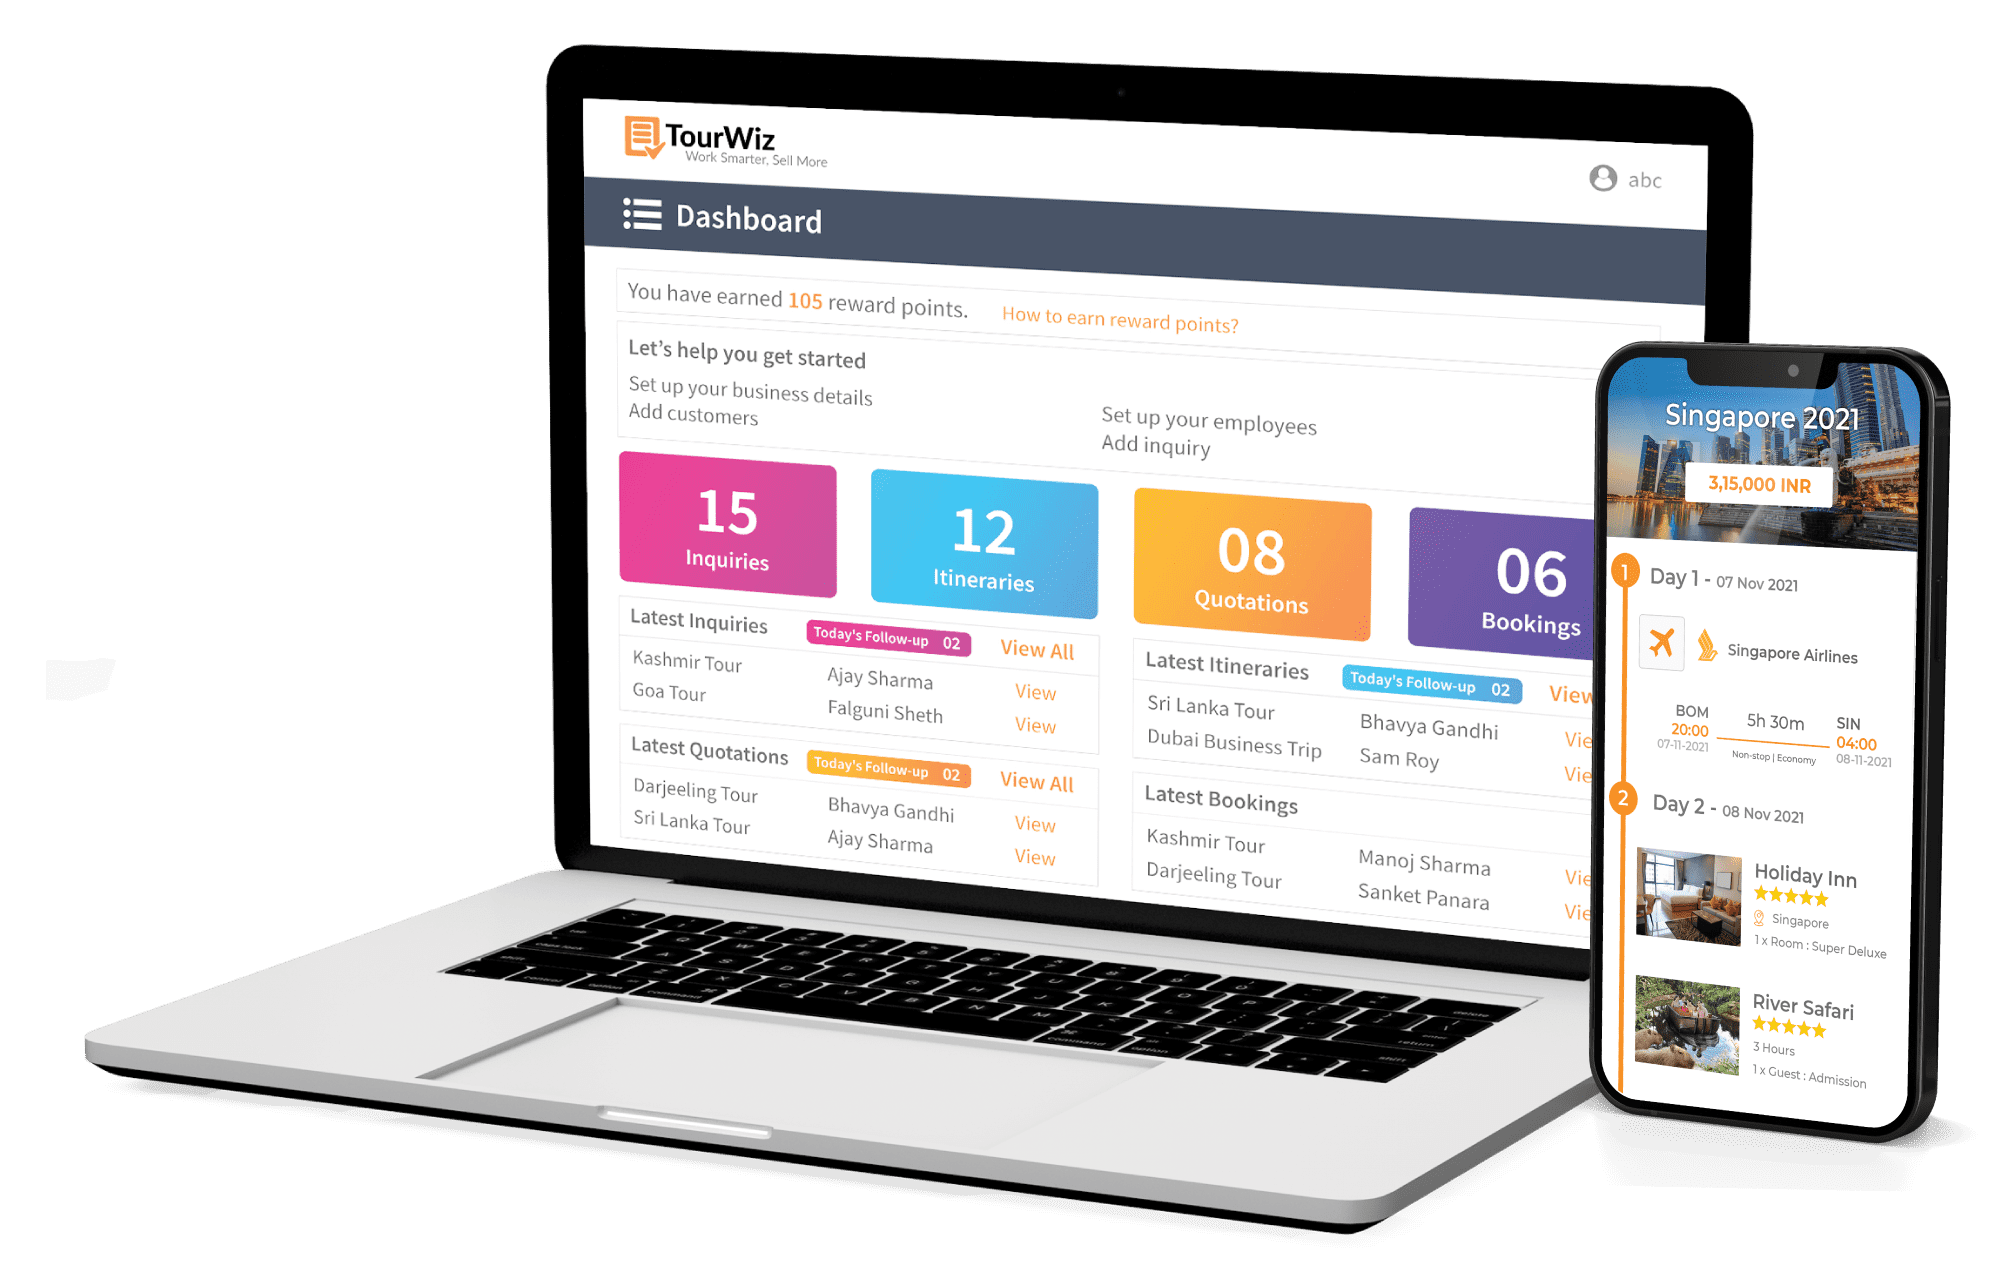 TourWiz
Work Smarter, Sell More
abc
Dashboard
You have earned 105 reward points. How to earn reward points?
Let's help you get started
Set up your business details
Add customers
Set up your employees
Add inquiry
15
Inquiries
12
Itineraries
08
Quotations
06
Bookings
Latest Inquiries Today's Follow-up 02 View All
Kashmir Tour Ajay Sharma View
Goa Tour Falguni Sheth View
Latest Quotations Today's Follow-up 02 View All
Darjeeling Tour Bhavya Gandhi View
Sri Lanka Tour Ajay Sharma View
Latest Itineraries Today's Follow-up 02 View
Sri Lanka Tour Bhavya Gandhi Vie
Dubai Business Trip Sam Roy Vie
Latest Bookings
Kashmir Tour Manoj Sharma Vie
Darjeeling Tour Sanket Panara Vie
Singapore 2021
3,15,000 INR
1 Day 1 - 07 Nov 2021
Singapore Airlines
BOM 5h 30m SIN
20:00 04:00
07-11-2021 Non-stop | Economy 08-11-2021
2 Day 2 - 08 Nov 2021
Holiday Inn
Singapore
1 x Room : Super Deluxe
River Safari
3 Hours
1 x Guest : Admission